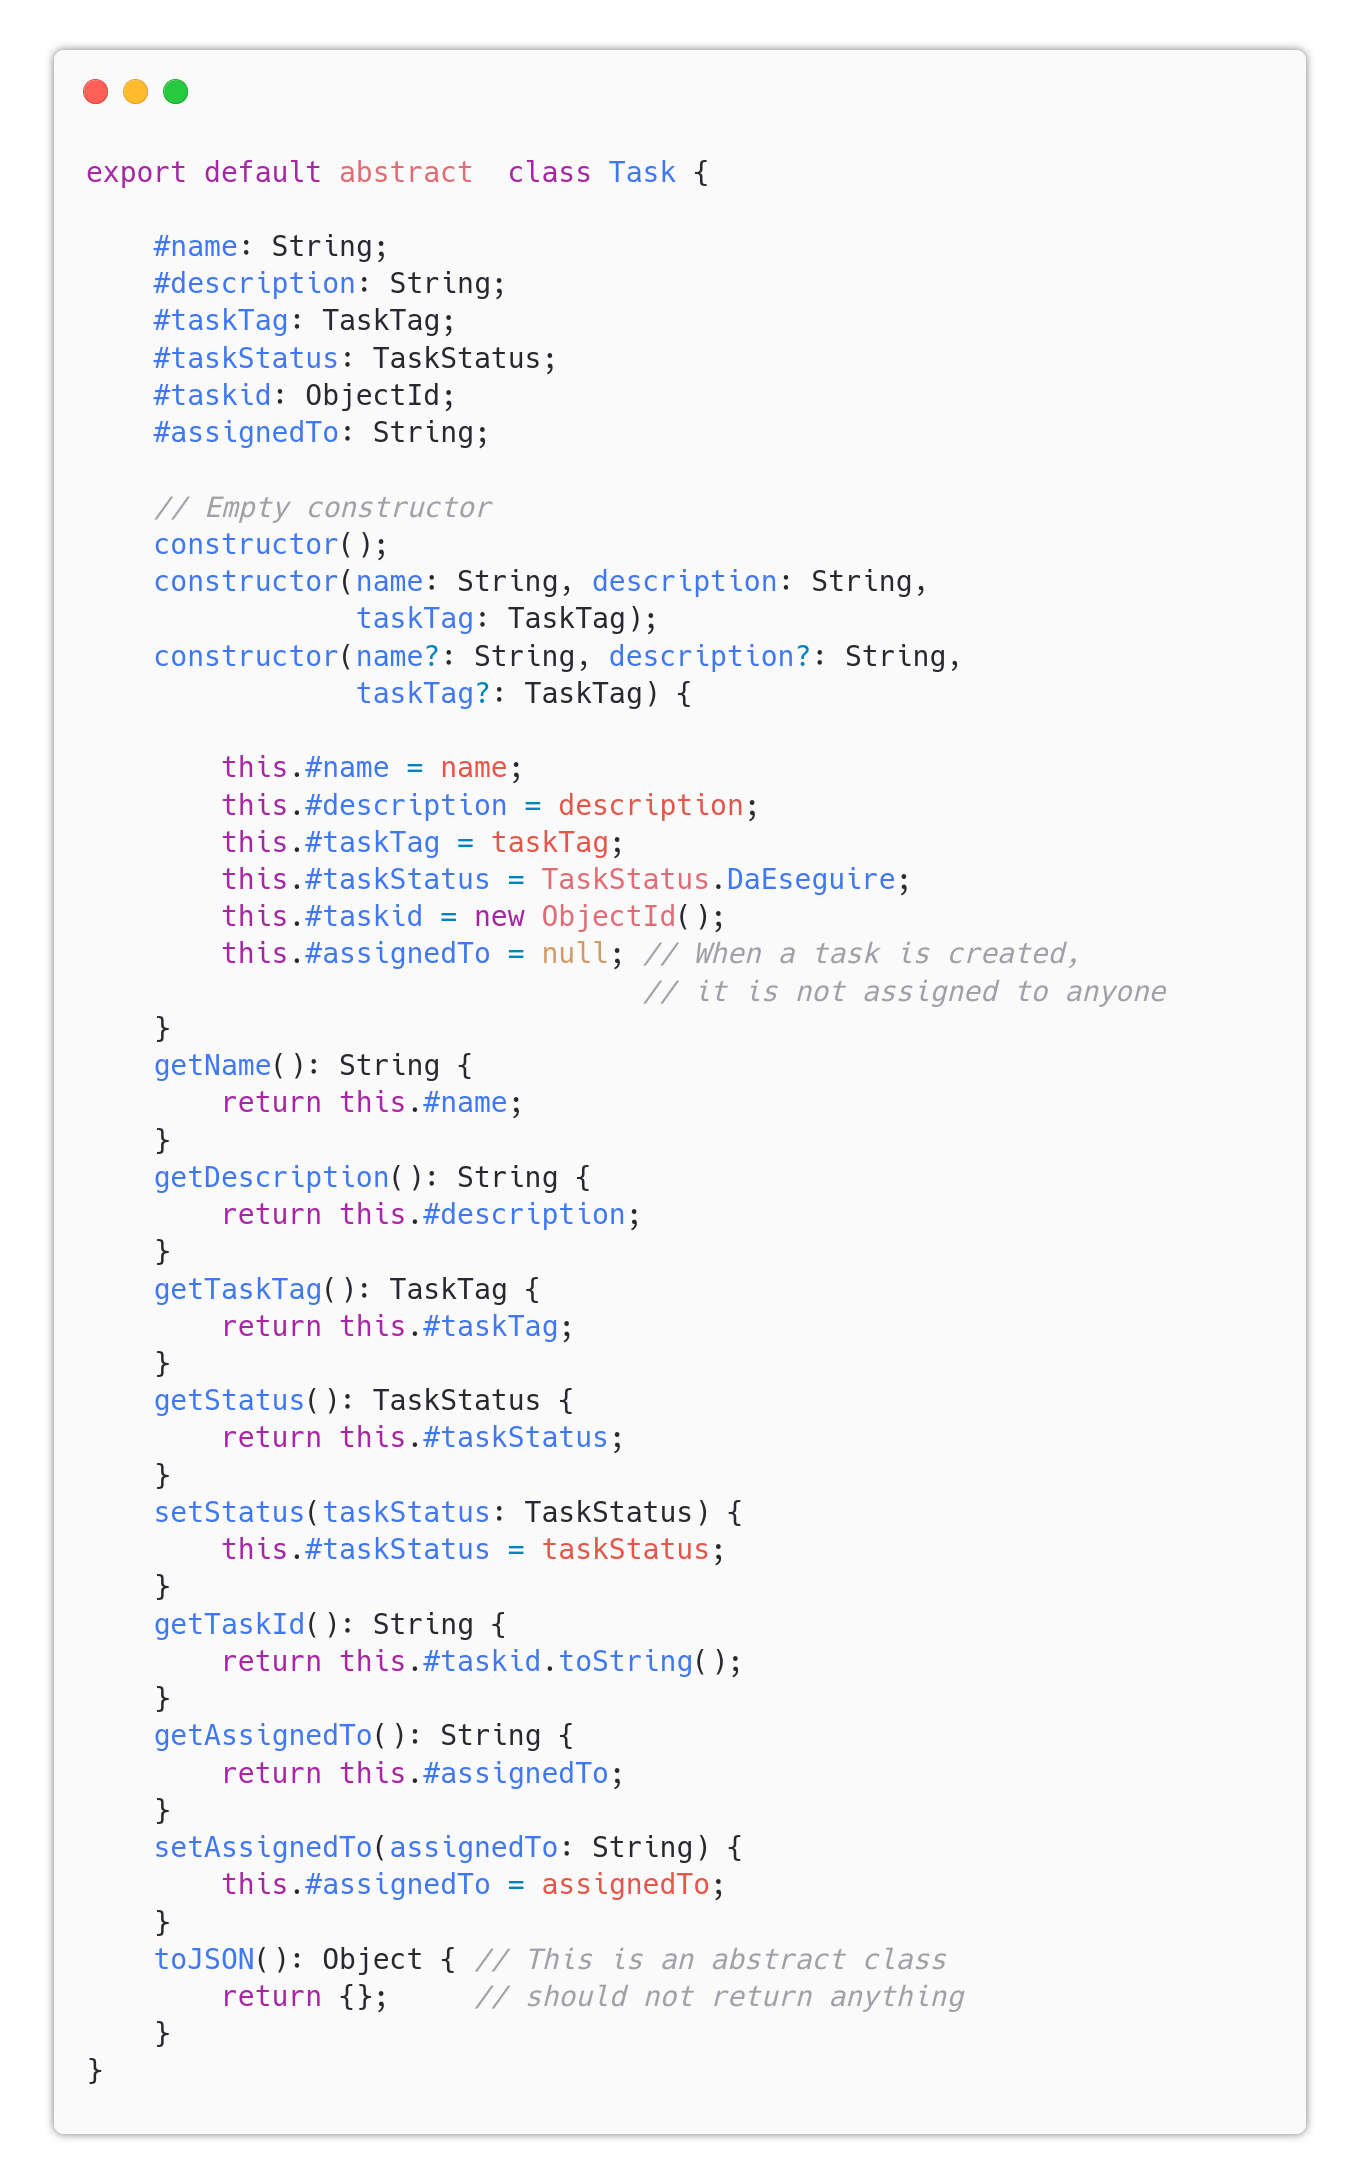 export default abstract  class Task {

    #name: String;
    #description: String;
    #taskTag: TaskTag;
    #taskStatus: TaskStatus;
    #taskid: ObjectId;
    #assignedTo: String;

    // Empty constructor
    constructor();
    constructor(name: String, description: String,
                taskTag: TaskTag);
    constructor(name?: String, description?: String,
                taskTag?: TaskTag) {

        this.#name = name;
        this.#description = description;
        this.#taskTag = taskTag;
        this.#taskStatus = TaskStatus.DaEseguire;
        this.#taskid = new ObjectId();
        this.#assignedTo = null; // When a task is created,
                                 // it is not assigned to anyone
    }
    getName(): String {
        return this.#name;
    }
    getDescription(): String {
        return this.#description;
    }
    getTaskTag(): TaskTag {
        return this.#taskTag;
    }
    getStatus(): TaskStatus {
        return this.#taskStatus;
    }
    setStatus(taskStatus: TaskStatus) {
        this.#taskStatus = taskStatus;
    }
    getTaskId(): String {
        return this.#taskid.toString();
    }
    getAssignedTo(): String {
        return this.#assignedTo;
    }
    setAssignedTo(assignedTo: String) {
        this.#assignedTo = assignedTo;
    }
    toJSON(): Object { // This is an abstract class
        return {};     // should not return anything
    }
}